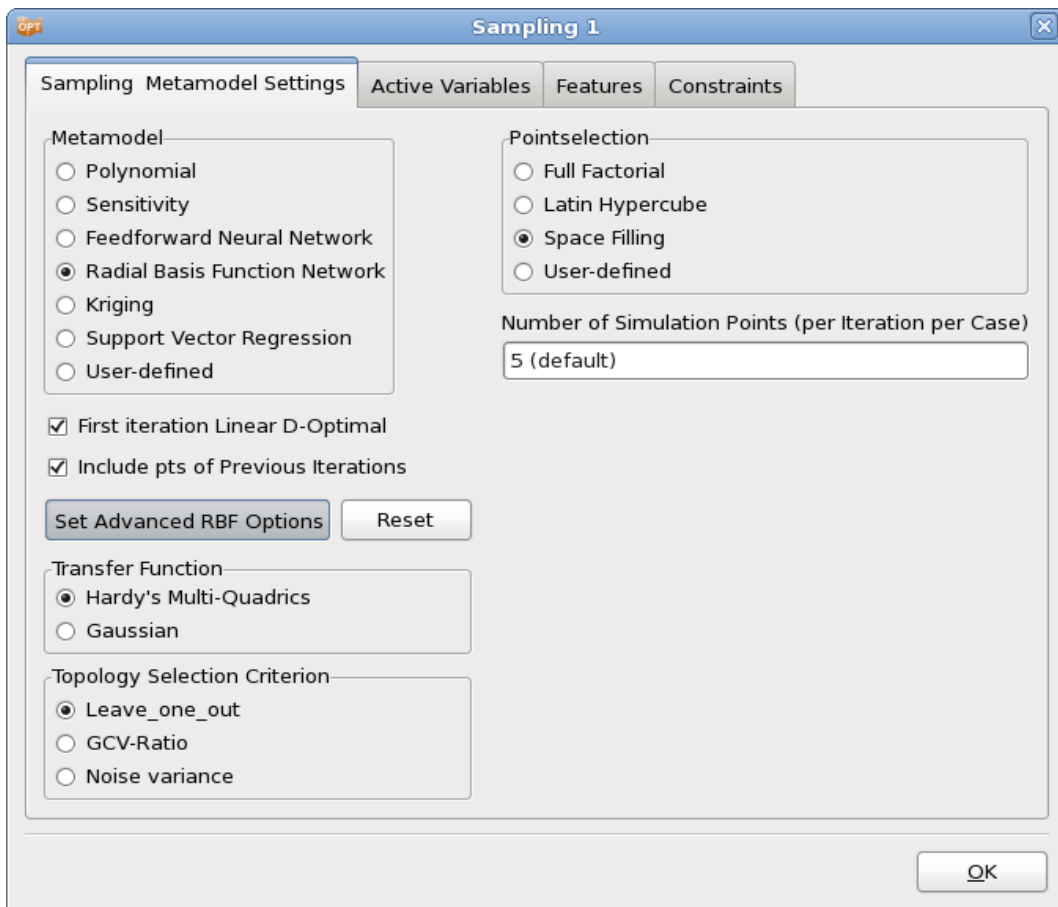 OPT
Sampling 1
Sampling  Metamodel Settings
Active Variables
Features
Constraints
Metamodel
Polynomial
Sensitivity
Feedforward Neural Network
Radial Basis Function Network
Kriging
Support Vector Regression
User-defined
First iteration Linear D-Optimal
Include pts of Previous Iterations
Set Advanced RBF Options
Reset
Transfer Function
Hardy's Multi-Quadrics
Gaussian
Topology Selection Criterion
Leave_one_out
GCV-Ratio
Noise variance
Pointselection
Full Factorial
Latin Hypercube
Space Filling
User-defined
Number of Simulation Points (per Iteration per Case)
5 (default)
OK